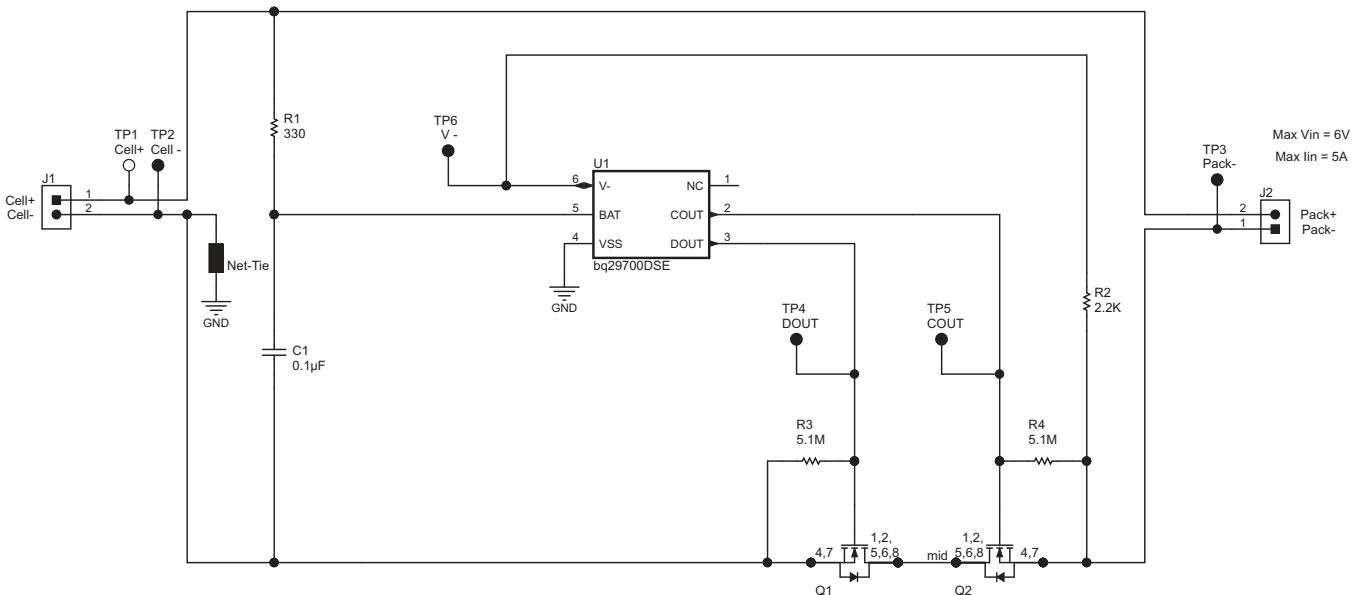 R1
330
TP1
Cell+
TP2
Cell -
TP6
V -
Max Vin = 6V
Max Iin = 5A
TP3
Pack-
J1
Cell+ 1
Cell- 2
U1
6 V- NC 1
5 BAT COUT 2
4 VSS DOUT 3
bq29700DSE
J2
2 Pack+
1 Pack-
Net-Tie
GND
GND
R2
2.2K
TP4
DOUT
TP5
COUT
C1
0.1µF
R3
5.1M
R4
5.1M
4,7
1,2,
5,6,8
mid
1,2,
5,6,8
4,7
Q1
Q2